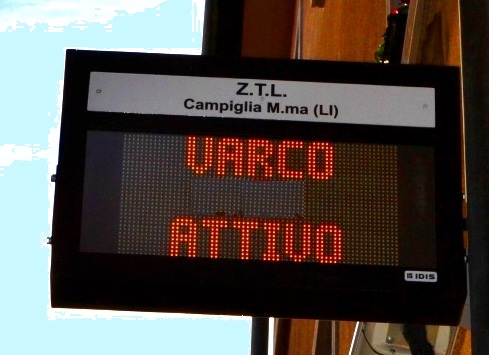 Z.T.L.
Campiglia M.ma (LI)
VARCO
ATTIVO
IDIS